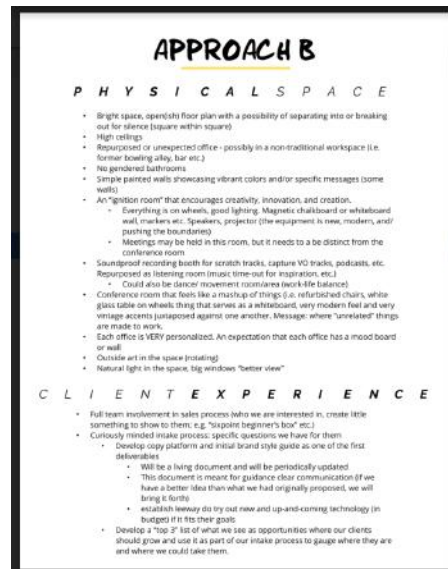 APPROACH B
PHYSICAL SPACE
• Bright space, open(ish) floor plan with a possibility of separating into or breaking
out for silence (square within square)
• High ceilings
• Repurposed or unexpected office - possibly in a non-traditional workspace (i.e.
former bowling alley, bar etc.)
• No gendered bathrooms
• Simple painted walls showcasing vibrant colors and/or specific messages (some
walls)
• An "ignition room" that encourages creativity, innovation, and creation.
• Everything is on wheels, good lighting. Magnetic chalkboard or whiteboard
wall, markers etc. Speakers, projector (the equipment is new, modern, and/
pushing the boundaries)
• Meetings may be held in this room, but it needs to a be distinct from the
conference room
• Soundproof recording booth for scratch tracks, capture VO tracks, podcasts, etc.
Repurposed as listening room (music time-out for inspiration, etc.)
• Could also be dance/ movement room/area (work-life balance)
• Conference room that feels like a mashup of things (i.e. refurbished chairs, white
glass table on wheels thing that serves as a whiteboard, very modern feel and very
vintage accents juxtaposed against one another. Message: where "unrelated" things
are made to work.
• Each office is VERY personalized. An expectation that each office has a mood board
or wall
• Outside art in the space (rotating)
• Natural light in the space, big windows "better view"
CLIENT EXPERIENCE
• Full team involvement in sales process (who we are interested in, create little
something to show to them; e.g. "sixpoint beginner's box" etc.)
• Curiously minded intake process: specific questions we have for them
• Develop copy platform and initial brand style guide as one of the first
deliverables
• Will be a living document and will be periodically updated
• This document is meant for guidance clear communication (if we
have a better idea than what we had originally proposed, we will
bring it forth)
• establish leeway do try out new and up-and-coming technology (in
budget) if it fits their goals
• Develop a "top 3" list of what we see as opportunities where our clients
should grow and use it as part of our intake process to gauge where they are
and where we could take them.